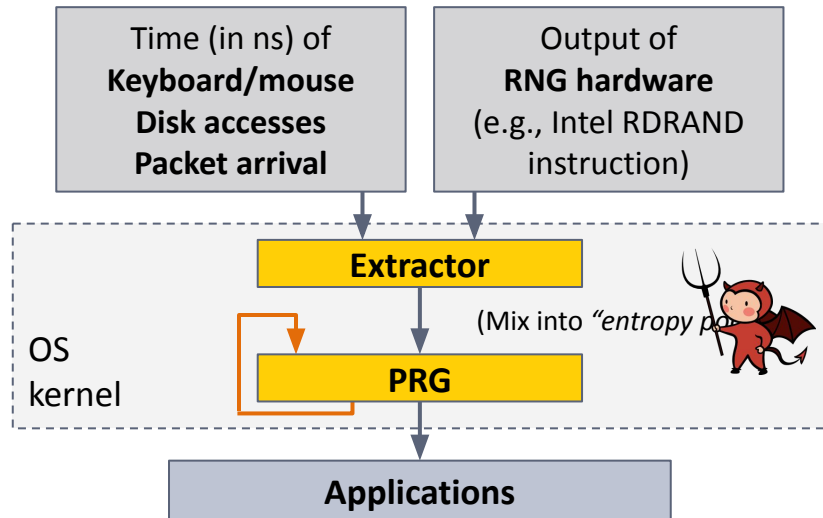 Time (in ns) of
Keyboard/mouse
Disk accesses
Packet arrival
Output of
RNG hardware
(e.g., Intel RDRAND
instruction)
Extractor
(Mix into “entropy
OS
kernel
PRG
Applications